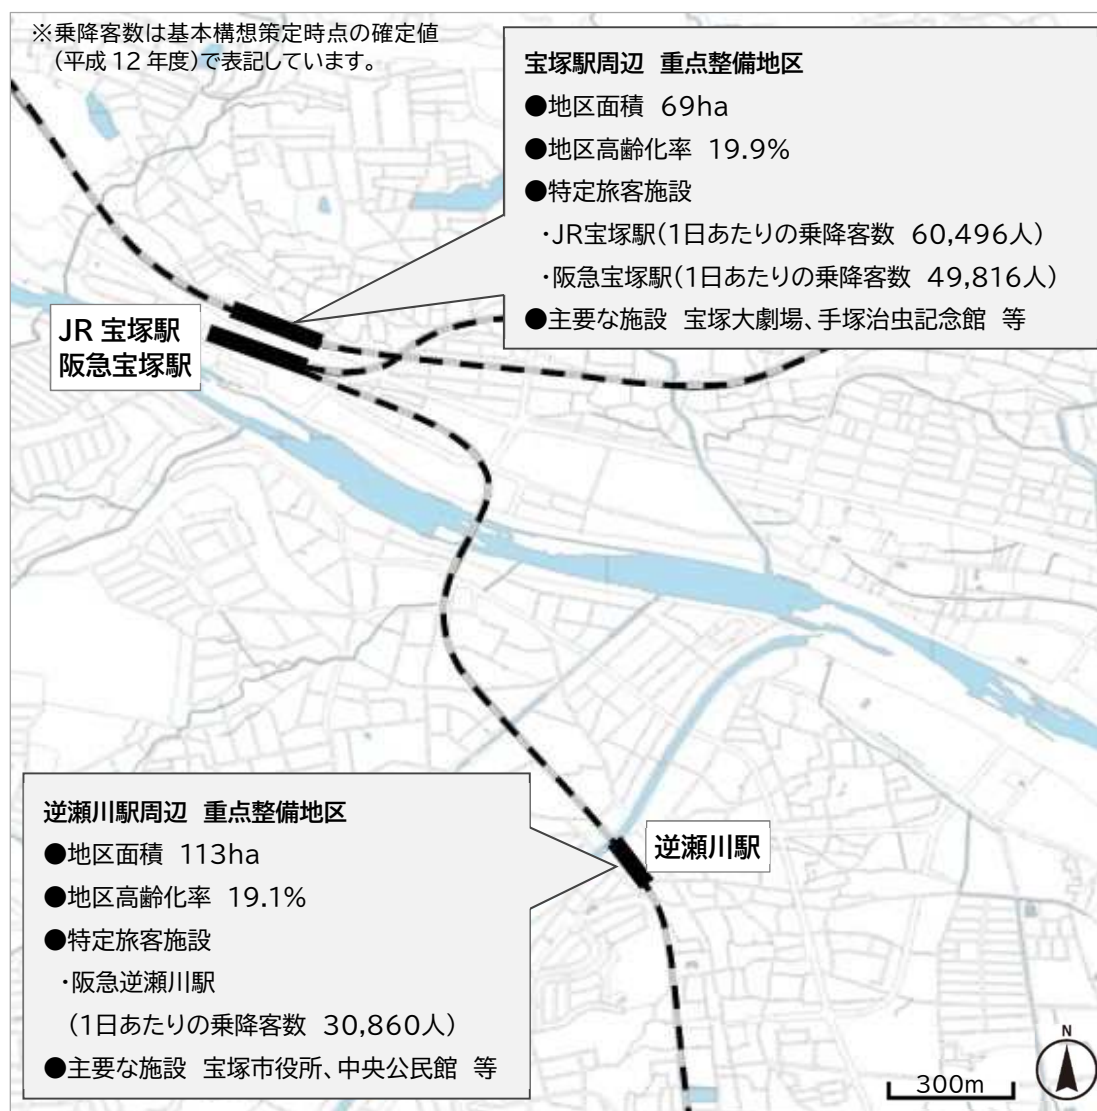 ※乗降客数は基本構想策定時点の確定値
(平成12年度)で表記しています。
宝塚駅周辺 重点整備地区
●地区面積 69ha
●地区高齢化率 19.9%
●特定旅客施設
・JR宝塚駅(1日あたりの乗降客数 60,496人)
・阪急宝塚駅(1日あたりの乗降客数 49,816人)
●主要な施設 宝塚大劇場、手塚治虫記念館 等
JR 宝塚駅
阪急宝塚駅
逆瀬川駅周辺 重点整備地区
●地区面積 113ha
●地区高齢化率 19.1%
●特定旅客施設
・阪急逆瀬川駅
(1日あたりの乗降客数 30,860人)
●主要な施設 宝塚市役所、中央公民館 等
逆瀬川駅
N
300m